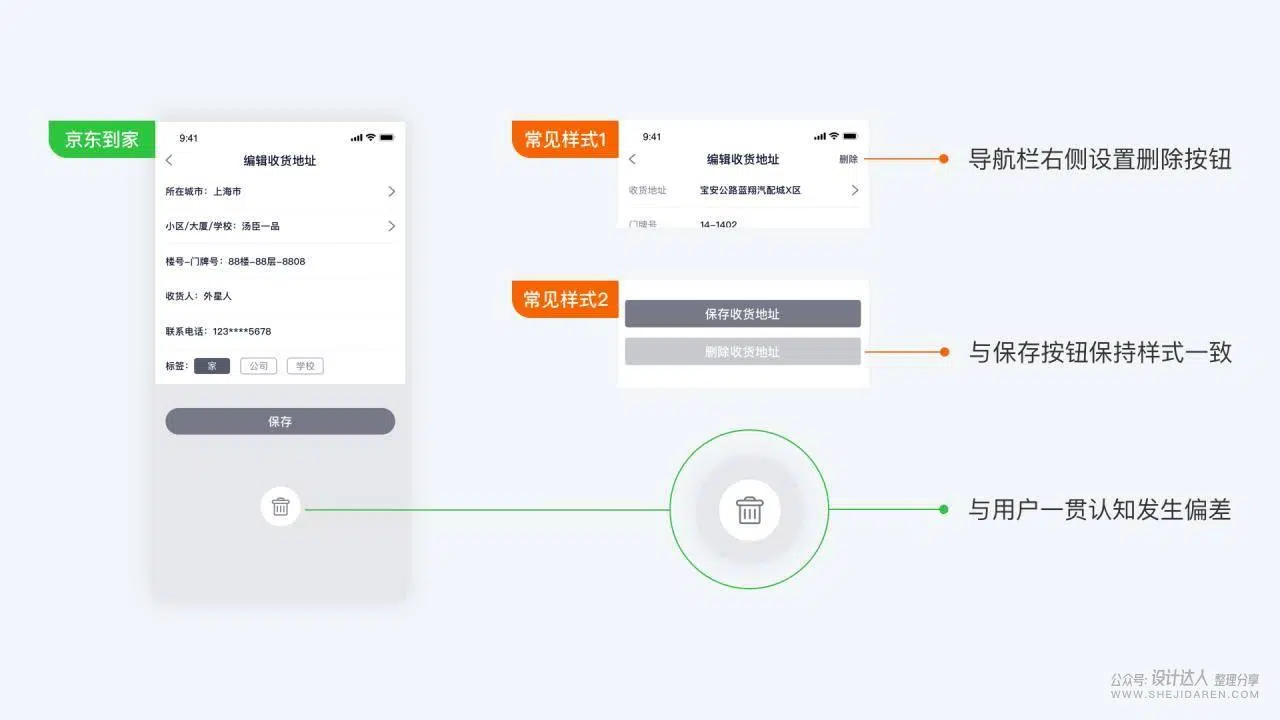 京东到家
9:41
编辑收货地址
所在城市：上海市
小区/大厦/学校：汤臣一品
楼号-门牌号：88楼-88层-8808
收货人：外星人
联系电话：123****5678
标签： 家 公司 学校
保存
常见样式1
9:41
编辑收货地址 删除
收货地址 宝安公路蓝翔汽配城X区
门牌号 14-1402
导航栏右侧设置删除按钮
常见样式2
保存收货地址
删除收货地址
与保存按钮保持样式一致
与用户一贯认知发生偏差
公众号: 设计达人 整理分享
WWW.SHEJIDAREN.COM